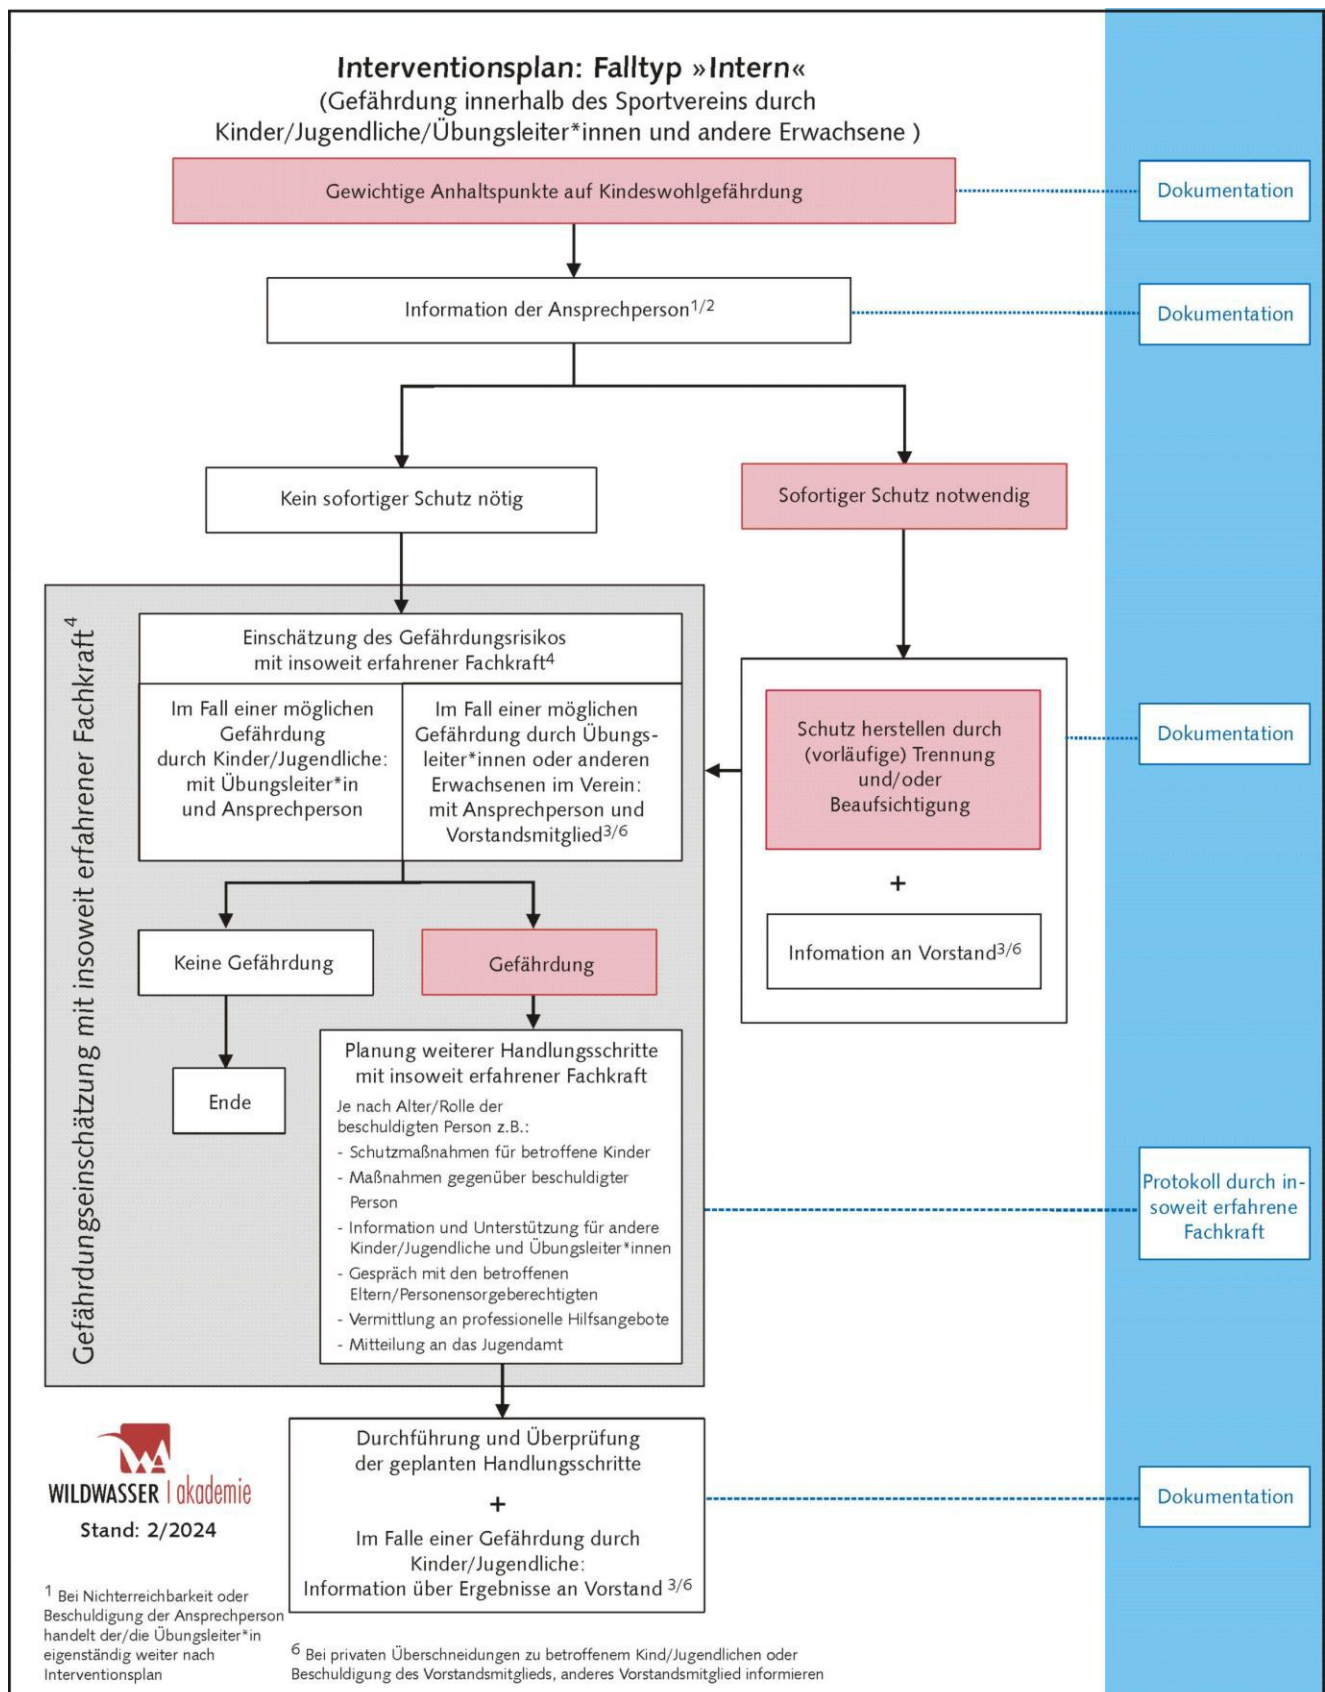 Interventionsplan: Falltyp »Intern«
(Gefährdung innerhalb des Sportvereins durch
Kinder/Jugendliche/Übungsleiter*innen und andere Erwachsene )
Gewichtige Anhaltspunkte auf Kindeswohlgefährdung
Dokumentation
Information der Ansprechperson1/2
Dokumentation
Kein sofortiger Schutz nötig
Sofortiger Schutz notwendig
Gefährdungseinschätzung mit insoweit erfahrener Fachkraft4
Einschätzung des Gefährdungsrisikos
mit insoweit erfahrener Fachkraft4
Im Fall einer möglichen
Gefährdung
durch Kinder/Jugendliche:
mit Übungsleiter*in
und Ansprechperson
Im Fall einer möglichen
Gefährdung durch Übungs-
leiter*innen oder anderen
Erwachsenen im Verein:
mit Ansprechperson und
Vorstandsmitglied3/6
Schutz herstellen durch
(vorläufige) Trennung
und/oder
Beaufsichtigung
+
Infomation an Vorstand3/6
Dokumentation
Keine Gefährdung
Gefährdung
Ende
Planung weiterer Handlungsschritte
mit insoweit erfahrener Fachkraft
Je nach Alter/Rolle der
beschuldigten Person z.B.:
- Schutzmaßnahmen für betroffene Kinder
- Maßnahmen gegenüber beschuldigter
Person
- Information und Unterstützung für andere
Kinder/Jugendliche und Übungsleiter*innen
- Gespräch mit den betroffenen
Eltern/Personensorgeberechtigten
- Vermittlung an professionelle Hilfsangebote
- Mitteilung an das Jugendamt
Protokoll durch in-
soweit erfahrene
Fachkraft
Durchführung und Überprüfung
der geplanten Handlungsschritte
+
Im Falle einer Gefährdung durch
Kinder/Jugendliche:
Information über Ergebnisse an Vorstand 3/6
Dokumentation
WILDWASSER | akademie
Stand: 2/2024
1 Bei Nichterreichbarkeit oder
Beschuldigung der Ansprechperson
handelt der/die Übungsleiter*in
eigenständig weiter nach
Interventionsplan
6 Bei privaten Überschneidungen zu betroffenem Kind/Jugendlichen oder
Beschuldigung des Vorstandsmitglieds, anderes Vorstandsmitglied informieren